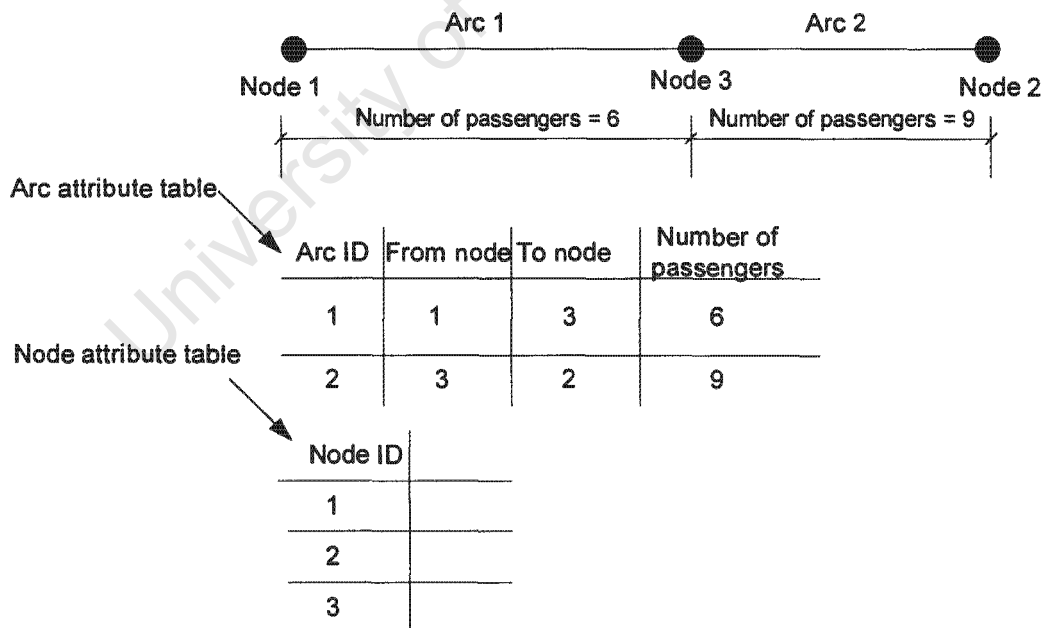 Arc 1 Arc 2
Node 1 Node 3 Node 2
Number of passengers = 6 Number of passengers = 9
Arc attribute table
Arc ID From node To node Number of passengers
1 1 3 6
Node attribute table
2 3 2 9
Node ID
1
2
3
University of